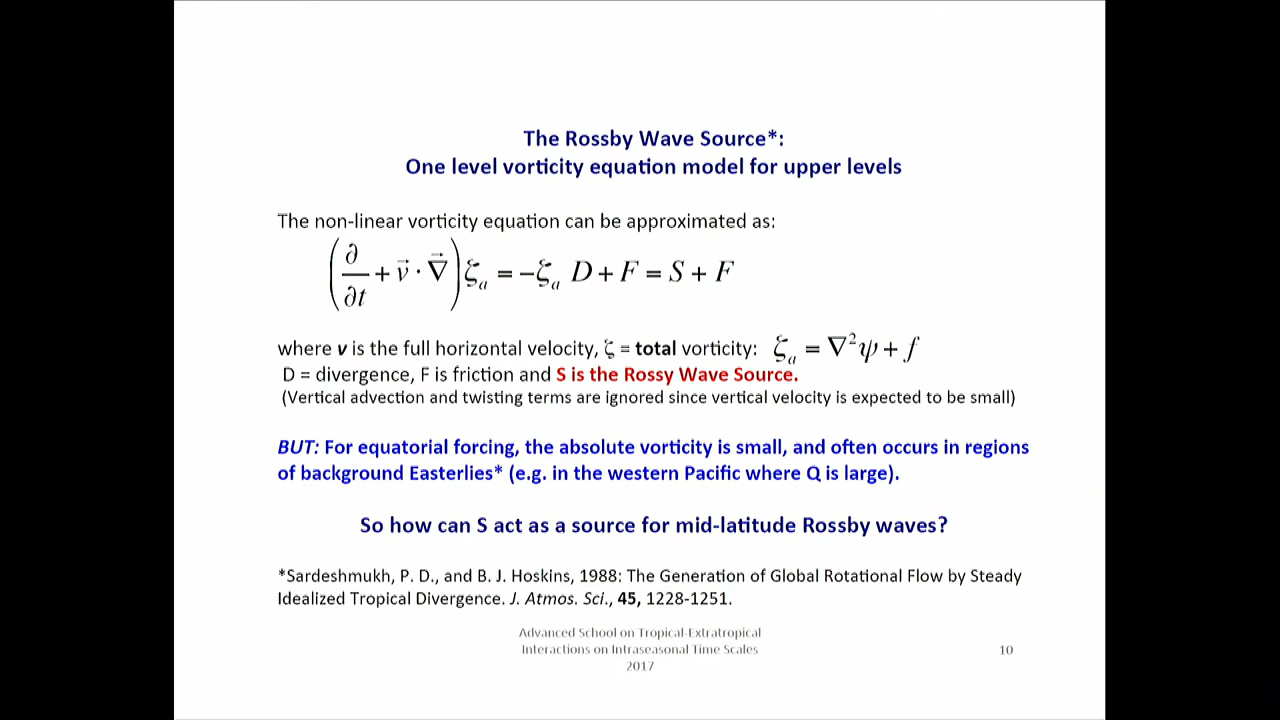 The Rossby Wave Source*:
One level vorticity equation model for upper levels
The non-linear vorticity equation can be approximated as:
(∂/∂t + v⃗ · ∇⃗) ζₐ = −ζₐ D + F = S + F
where v is the full horizontal velocity, ζ = total vorticity: ζₐ = ∇²ψ + f
D = divergence, F is friction and S is the Rossy Wave Source.
(Vertical advection and twisting terms are ignored since vertical velocity is expected to be small)
BUT: For equatorial forcing, the absolute vorticity is small, and often occurs in regions
of background Easterlies* (e.g. in the western Pacific where Q is large).
So how can S act as a source for mid-latitude Rossby waves?
*Sardeshmukh, P. D., and B. J. Hoskins, 1988: The Generation of Global Rotational Flow by Steady
Idealized Tropical Divergence. J. Atmos. Sci., 45, 1228-1251.
Advanced School on Tropical-Extratropical
Interactions on Intraseasonal Time Scales
2017
10